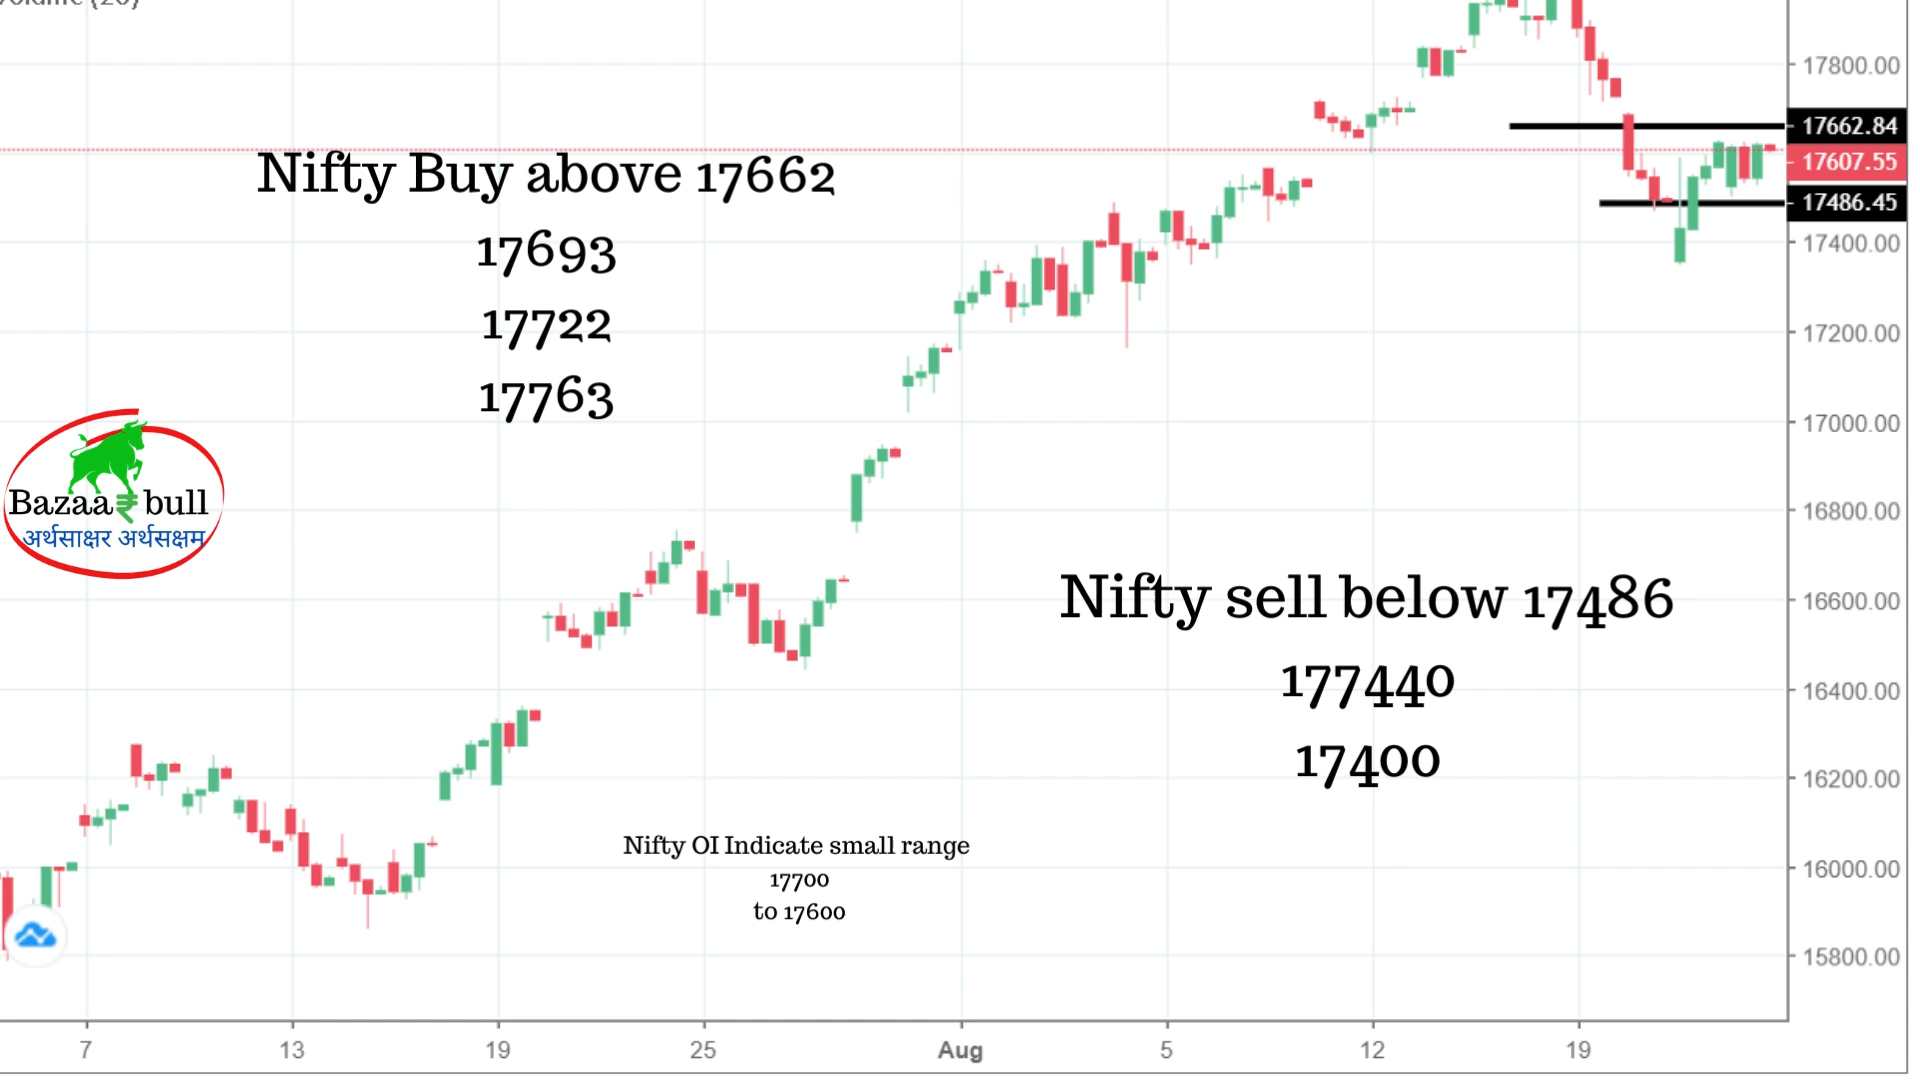 17800.00
17662.84
Nifty Buy above 17662
17607.55
17486.45
17693
17400.00
17722
17200.00
17763
17000.00
Bazaa₹bull
अर्थसाक्षर अर्थसक्षम
16800.00
Nifty sell below 17486
16600.00
177440
16400.00
17400
16200.00
Nifty OI Indicate small range
17700
to 17600
16000.00
15800.00
7 13 19 25 Aug 5 12 19